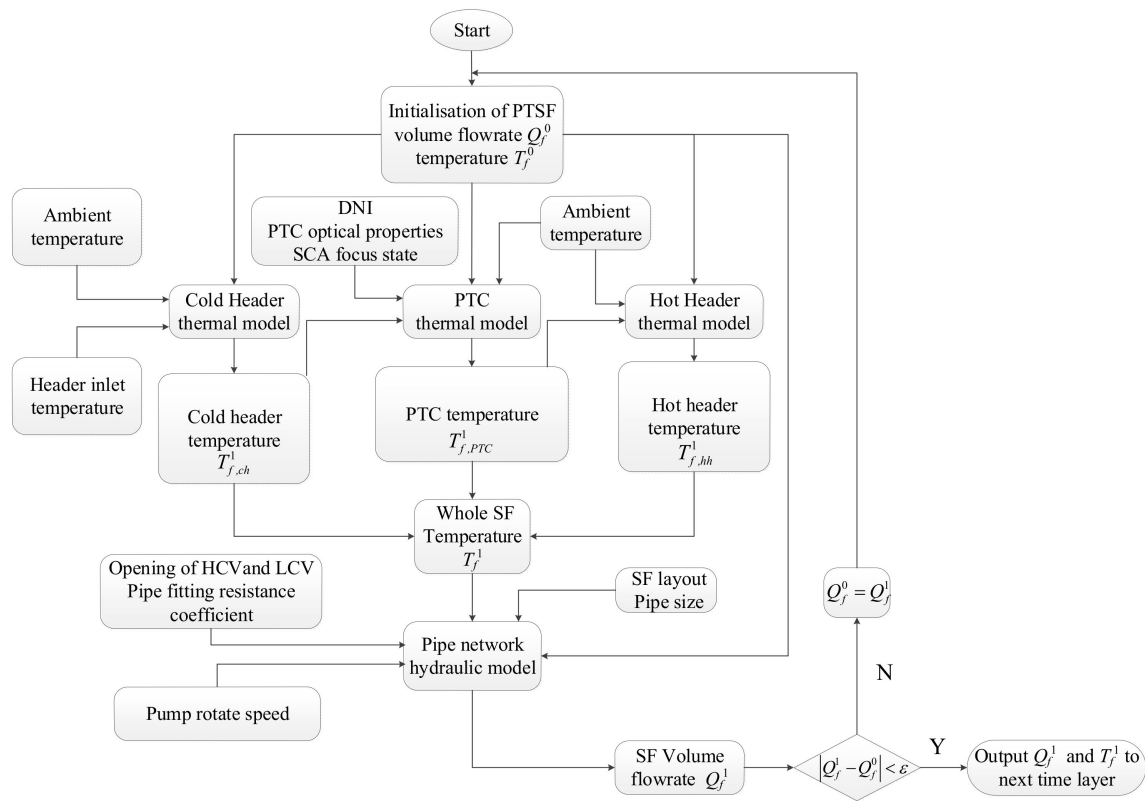 Start
Initialisation of PTSF
volume flowrate Q_f^0
temperature T_f^0
Ambient
temperature
DNI
PTC optical properties
SCA focus state
Ambient
temperature
Cold Header
thermal model
PTC
thermal model
Hot Header
thermal model
Header inlet
temperature
Cold header
temperature
T_{f,ch}^1
PTC temperature
T_{f,PTC}^1
Hot header
temperature
T_{f,hh}^1
Whole SF
Temperature
T_f^1
Opening of HCVand LCV
Pipe fitting resistance
coefficient
SF layout
Pipe size
Q_f^0 = Q_f^1
Pipe network
hydraulic model
N
Pump rotate speed
SF Volume
flowrate Q_f^1
|Q_f^1 − Q_f^0| < ε
Y
Output Q_f^1 and T_f^1 to
next time layer